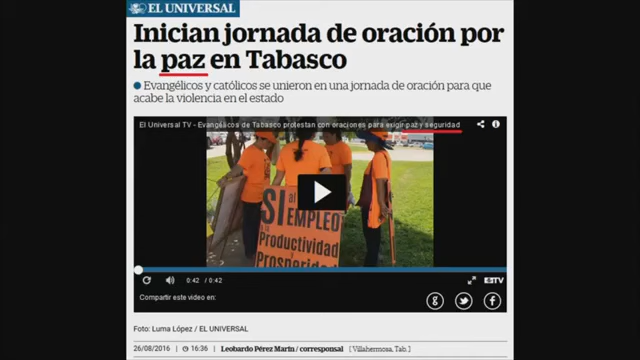 EL UNIVERSAL
Inician jornada de oración por
la paz en Tabasco
Evangélicos y católicos se unieron en una jornada de oración para que
acabe la violencia en el estado
El Universal TV - Evangélicos de Tabasco protestan con oraciones para exigir paz y seguridad
SI al
EMPLEO
a la
Productividad
y
Prosperidad
0:42 / 0:42
TV
Compartir este video en:
g
f
Foto: Luma López / EL UNIVERSAL
26/08/2016 16:36 Leobardo Pérez Marín / corresponsal [ Villahermosa, Tab.]